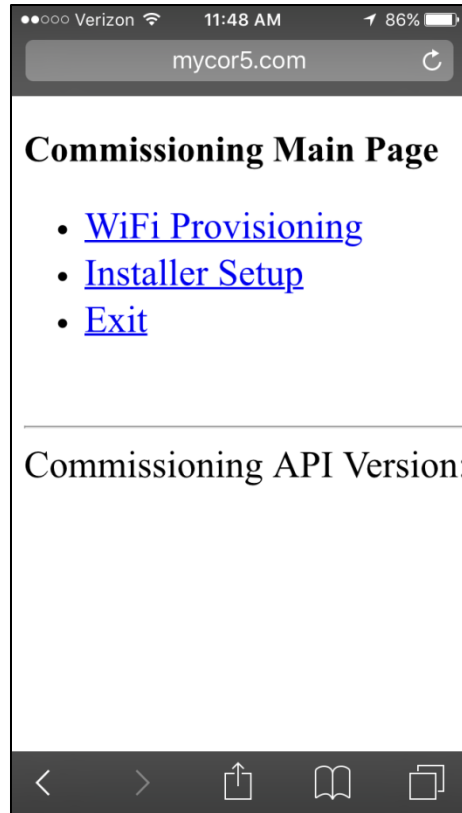 Verizon 11:48 AM 86%
mycor5.com
Commissioning Main Page
WiFi Provisioning
Installer Setup
Exit
Commissioning API Version: